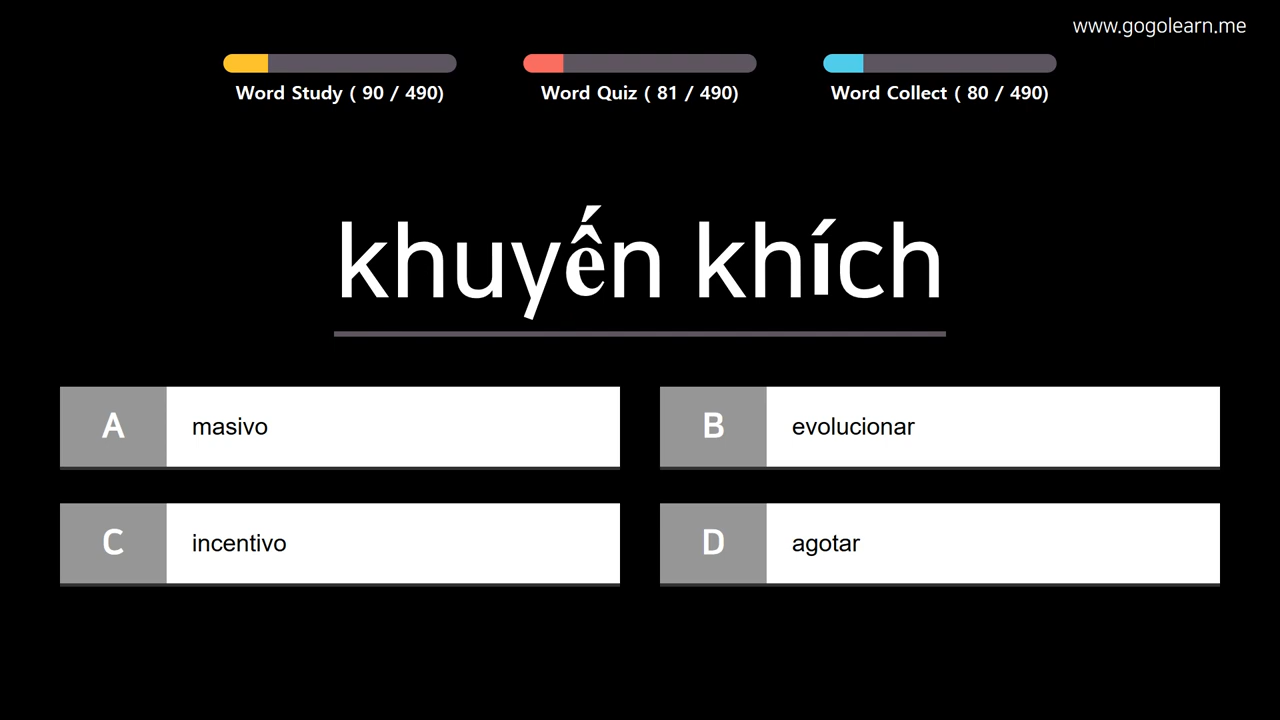 www.gogolearn.me
Word Study ( 90 / 490)
Word Quiz ( 81 / 490)
Word Collect ( 80 / 490)
khuyến khích
A
masivo
B
evolucionar
C
incentivo
D
agotar